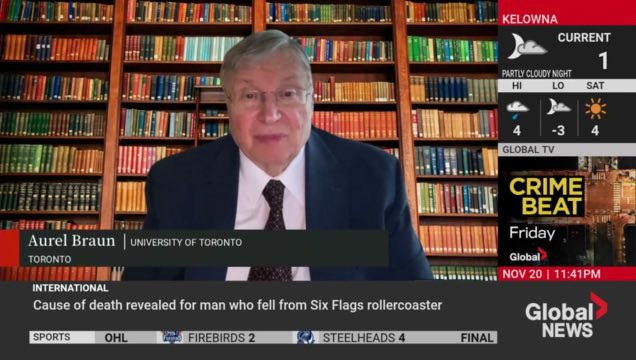 KELOWNA
CURRENT
1
PARTLY CLOUDY NIGHT
HI
LO
SAT
4
-3
4
GLOBAL TV
CRIME
BEAT
Friday
Global
NOV 20 | 11:41PM
Aurel Braun | UNIVERSITY OF TORONTO
TORONTO
INTERNATIONAL
Cause of death revealed for man who fell from Six Flags rollercoaster
Global
NEWS
SPORTS OHL FIREBIRDS 2 STEELHEADS 4 FINAL